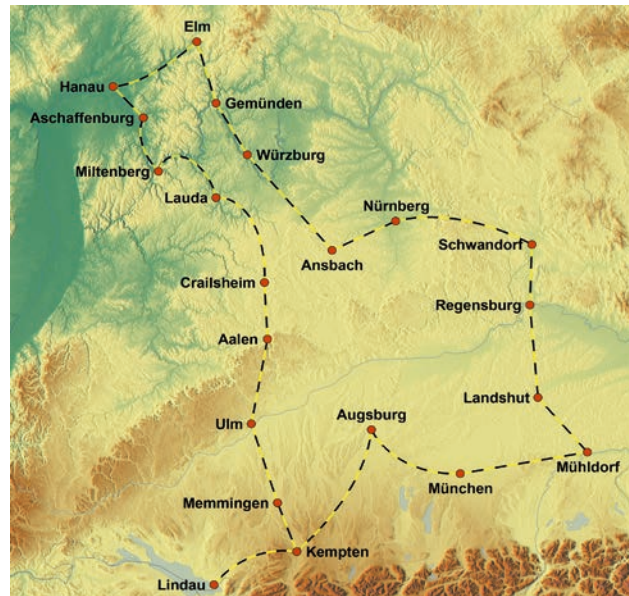 Elm
Hanau
Gemünden
Aschaffenburg
Würzburg
Miltenberg
Lauda
Nürnberg
Schwandorf
Ansbach
Crailsheim
Regensburg
Aalen
Landshut
Augsburg
Ulm
Mühldorf
München
Memmingen
Kempten
Lindau